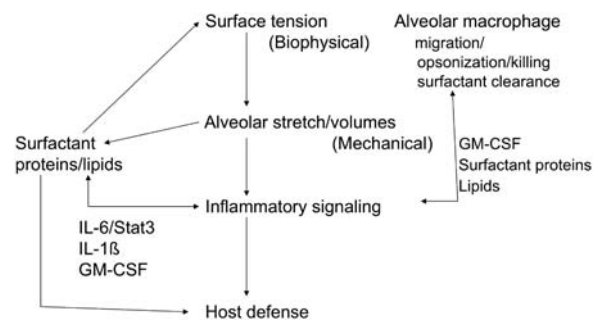 Surface tension
(Biophysical)
Alveolar macrophage
migration/
opsonization/killing
surfactant clearance
Alveolar stretch/volumes
(Mechanical)
Surfactant
proteins/lipids
GM-CSF
Surfactant proteins
Lipids
Inflammatory signaling
IL-6/Stat3
IL-1ß
GM-CSF
Host defense